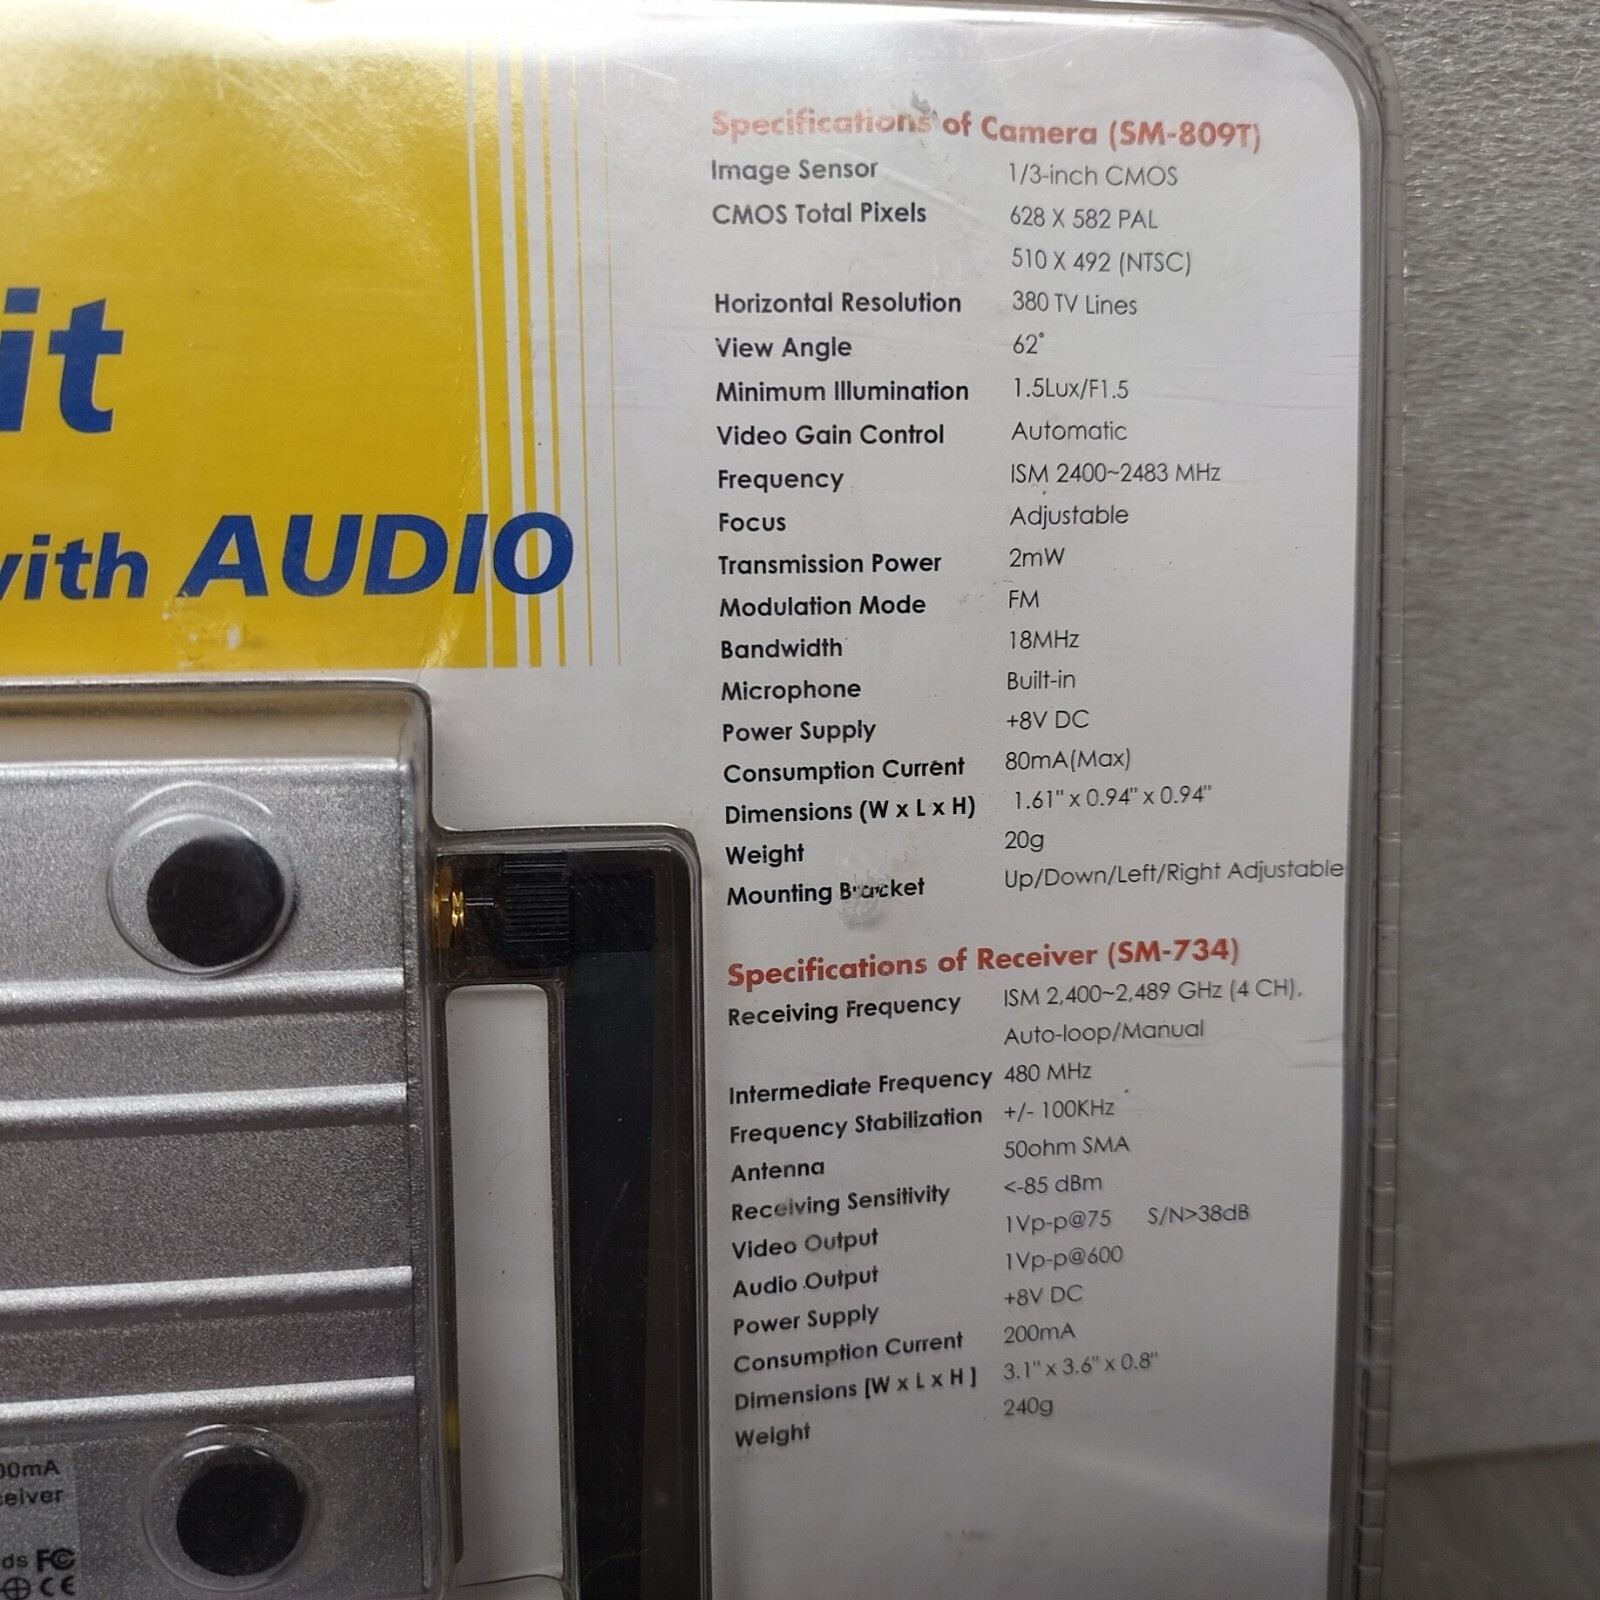 it
with AUDIO
Specifications of Camera (SM-809T)
Image Sensor 1/3-inch CMOS
CMOS Total Pixels 628 X 582 PAL
510 X 492 (NTSC)
Horizontal Resolution 380 TV Lines
View Angle 62°
Minimum Illumination 1.5Lux/F1.5
Video Gain Control Automatic
Frequency ISM 2400~2483 MHz
Focus Adjustable
Transmission Power 2mW
Modulation Mode FM
Bandwidth 18MHz
Microphone Built-in
Power Supply +8V DC
Consumption Current 80mA(Max)
Dimensions (W x L x H) 1.61" x 0.94" x 0.94"
Weight 20g
Mounting Bracket Up/Down/Left/Right Adjustable
Specifications of Receiver (SM-734)
Receiving Frequency ISM 2,400~2,489 GHz (4 CH),
Auto-loop/Manual
Intermediate Frequency 480 MHz
Frequency Stabilization +/- 100KHz
Antenna 50ohm SMA
Receiving Sensitivity <-85 dBm
Video Output 1Vp-p@75 S/N>38dB
Audio Output 1Vp-p@600
Power Supply +8V DC
Consumption Current 200mA
Dimensions [W x L x H ] 3.1" x 3.6" x 0.8"
Weight 240g
00mA
ceiver
ds FC
CE